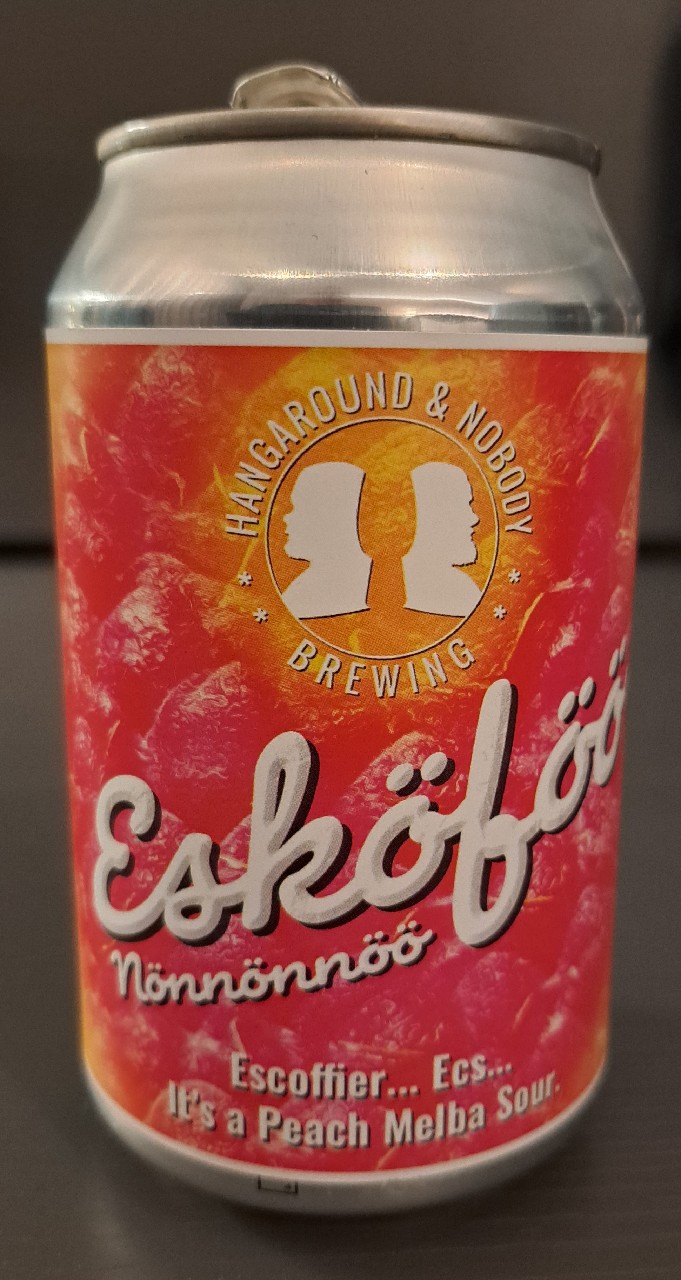 HANGAROUND & NOBODY
BREWING
Esköföö
Nönnönnöö
Escoffier... Ecs...
It's a Peach Melba Sour.